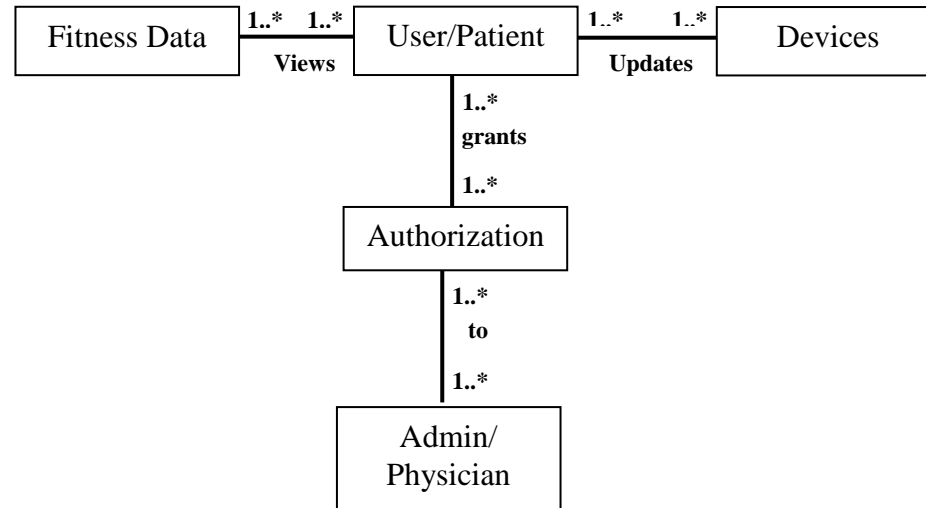 1..* 1..*
1..* 1..*
Fitness Data
User/Patient
Devices
Views
Updates
1..*
grants
1..*
Authorization
1..*
to
1..*
Admin/
Physician